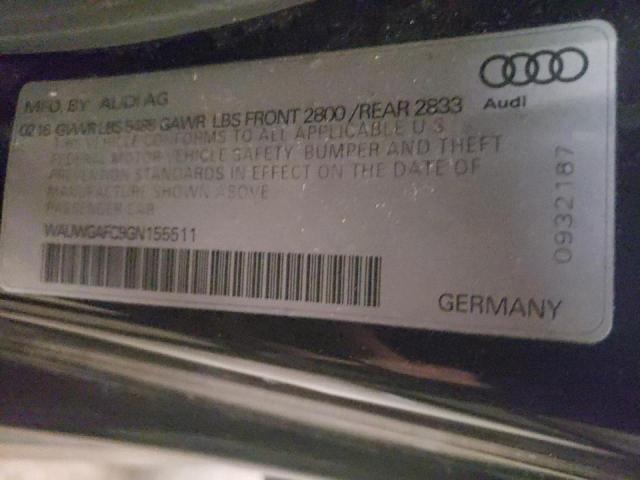 MFD. BY AUDI AG
02 16 GVWR LBS 5488 GAWR LBS FRONT 2800 / REAR 2833
THIS VEHICLE CONFORMS TO ALL APPLICABLE U S
FEDERAL MOTOR VEHICLE SAFETY BUMPER AND THEFT
PREVENTION STANDARDS IN EFFECT ON THE DATE OF
MANUFACTURE SHOWN ABOVE
PASSENGER CAR
WAUWGAFC9GN155511
Audi
0932187
GERMANY